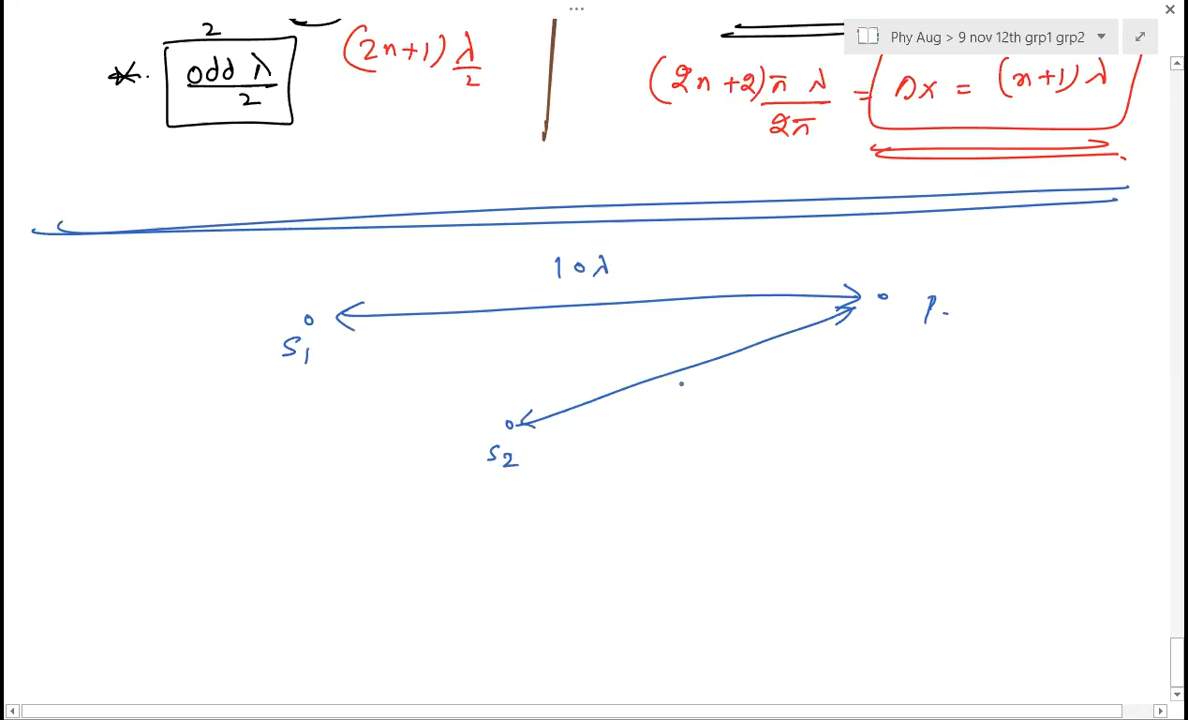 Phy Aug > 9 nov 12th grp1 grp2
2
*. odd λ/2
(2n+1) λ/2
(2n+2)π λ/2π = Δx = (n+1) λ
10λ
S1
P.
S2